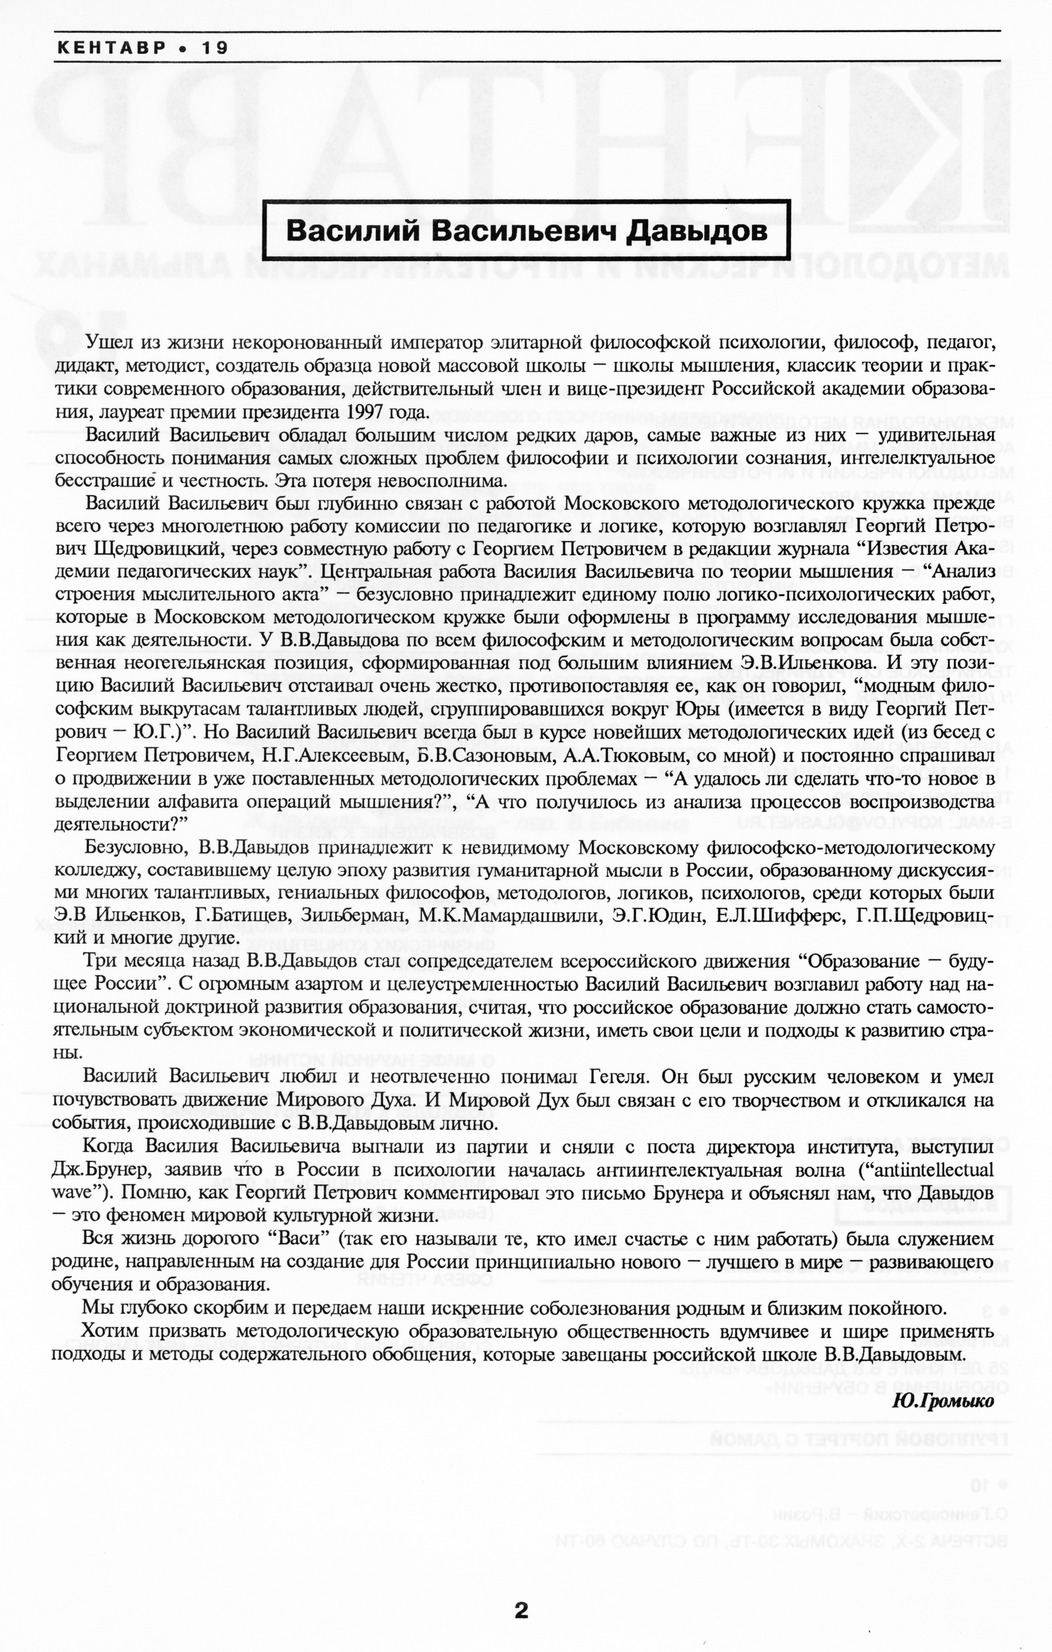 КЕНТАВР • 19
Василий Васильевич Давыдов
Ушел из жизни некоронованный император элитарной философской психологии, философ, педагог,
дидакт, методист, создатель образца новой массовой школы — школы мышления, классик теории и прак-
тики современного образования, действительный член и вице-президент Российской академии образова-
ния, лауреат премии президента 1997 года.
Василий Васильевич обладал большим числом редких даров, самые важные из них — удивительная
способность понимания самых сложных проблем философии и психологии сознания, интелелктуальное
бесстрашие и честность. Эта потеря невосполнима.
Василий Васильевич был глубинно связан с работой Московского методологического кружка прежде
всего через многолетнюю работу комиссии по педагогике и логике, которую возглавлял Георгий Петро-
вич Щедровицкий, через совместную работу с Георгием Петровичем в редакции журнала “Известия Ака-
демии педагогических наук”. Центральная работа Василия Васильевича по теории мышления — “Анализ
строения мыслительного акта” — безусловно принадлежит единому полю логико-психологических работ,
которые в Московском методологическом кружке были оформлены в программу исследования мышле-
ния как деятельности. У В.В.Давыдова по всем философским и методологическим вопросам была собст-
венная неогегельянская позиция, сформированная под большим влиянием Э.В.Ильенкова. И эту пози-
цию Василий Васильевич отстаивал очень жестко, противопоставляя ее, как он говорил, “модным фило-
софским выкрутасам талантливых людей, сгруппировавшихся вокруг Юры (имеется в виду Георгий Пет-
рович — Ю.Г.)”. Но Василий Васильевич всегда был в курсе новейших методологических идей (из бесед с
Георгием Петровичем, Н.Г.Алексеевым, Б.В.Сазоновым, А.А.Тюковым, со мной) и постоянно спрашивал
о продвижении в уже поставленных методологических проблемах — “А удалось ли сделать что-то новое в
выделении алфавита операций мышления?”, “А что получилось из анализа процессов воспроизводства
деятельности?”
Безусловно, В.В.Давыдов принадлежит к невидимому Московскому философско-методологическому
колледжу, составившему целую эпоху развития гуманитарной мысли в России, образованному дискуссия-
ми многих талантливых, гениальных философов, методологов, логиков, психологов, среди которых были
Э.В Ильенков, Г.Батищев, Зильберман, М.К.Мамардашвили, Э.Г.Юдин, Е.Л.Шифферс, Г.П.Щедровиц-
кий и многие другие.
Три месяца назад В.В.Давыдов стал сопредседателем всероссийского движения “Образование — буду-
щее России”. С огромным азартом и целеустремленностью Василий Васильевич возглавил работу над на-
циональной доктриной развития образования, считая, что российское образование должно стать самосто-
ятельным субъектом экономической и политической жизни, иметь свои цели и подходы к развитию стра-
ны.
Василий Васильевич любил и неотвлеченно понимал Гегеля. Он был русским человеком и умел
почувствовать движение Мирового Духа. И Мировой Дух был связан с его творчеством и откликался на
события, происходившие с В.В.Давыдовым лично.
Когда Василия Васильевича выгнали из партии и сняли с поста директора института, выступил
Дж.Брунер, заявив что в России в психологии началась антиинтелектуальная волна (“antiintellectual
wave”). Помню, как Георгий Петрович комментировал это письмо Брунера и объяснял нам, что Давыдов
— это феномен мировой культурной жизни.
Вся жизнь дорогого “Васи” (так его называли те, кто имел счастье с ним работать) была служением
родине, направленным на создание для России принципиально нового — лучшего в мире — развивающего
обучения и образования.
Мы глубоко скорбим и передаем наши искренние соболезнования родным и близким покойного.
Хотим призвать методологическую образовательную общественность вдумчивее и шире применять
подходы и методы содержательного обобщения, которые завещаны российской школе В.В.Давыдовым.
Ю.Громыко
2